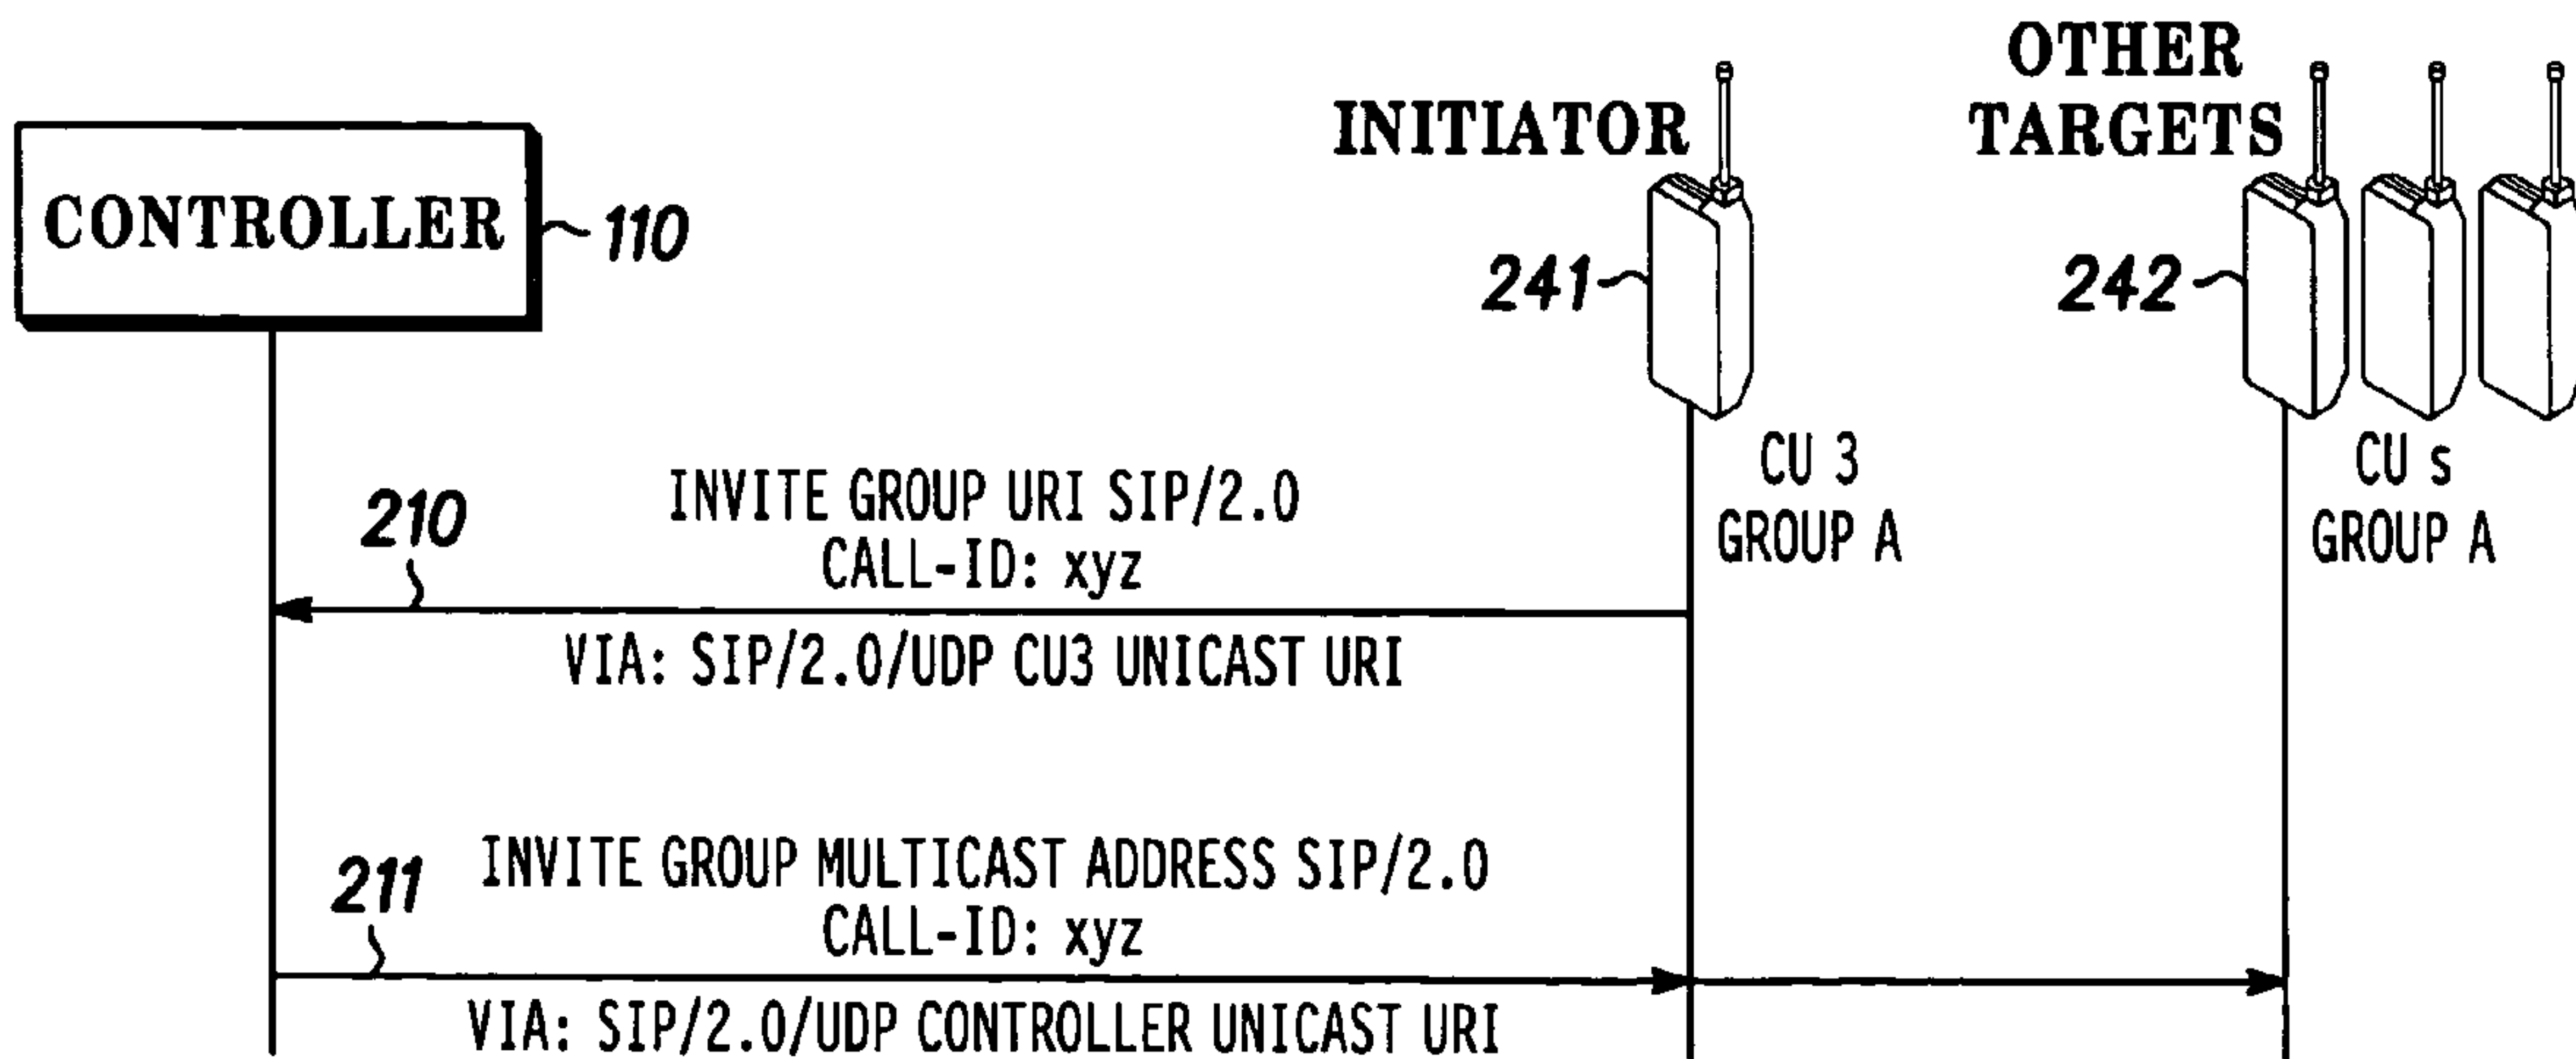 OTHER
TARGETS
INITIATOR
CONTROLLER
110
241
242
CU 3
GROUP A
CU s
GROUP A
210
INVITE GROUP URI SIP/2.0
CALL-ID: xyz
VIA: SIP/2.0/UDP CU3 UNICAST URI
211
INVITE GROUP MULTICAST ADDRESS SIP/2.0
CALL-ID: xyz
VIA: SIP/2.0/UDP CONTROLLER UNICAST URI